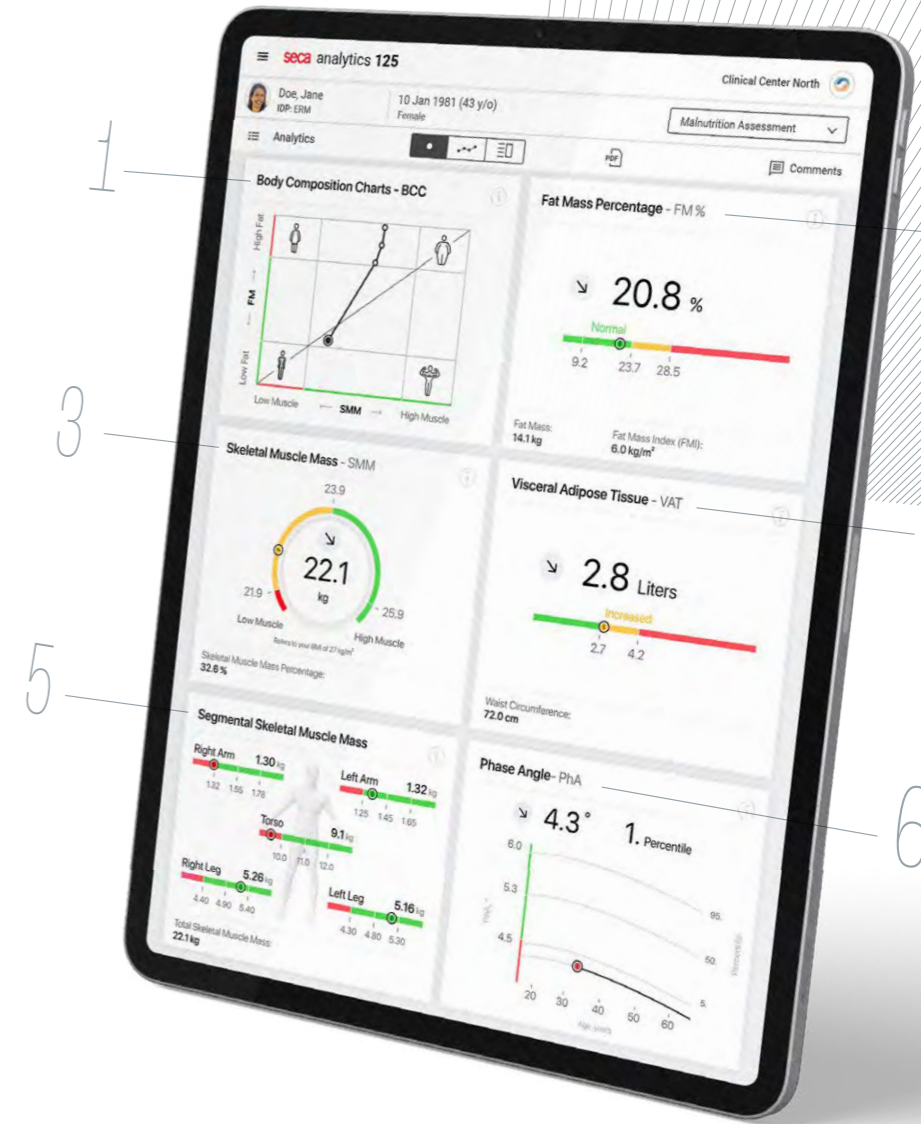 seca analytics 125
Clinical Center North
Doe, Jane
IDP: ERM
10 Jan 1981 (43 y/o)
Female
Malnutrition Assessment
Analytics
PDF
Comments
1
Body Composition Charts - BCC
High Fat
FM
Low Fat
Low Muscle
SMM
High Muscle
Fat Mass Percentage - FM%
20.8 %
Normal
9.2
23.7
28.5
Fat Mass:
14.1 kg
Fat Mass Index (FMI):
6.0 kg/m²
3
Skeletal Muscle Mass - SMM
23.9
22.1
kg
21.9
25.9
Low Muscle
High Muscle
Refers to your BMI of 27 kg/m²
Skeletal Muscle Mass Percentage:
32.6%
Visceral Adipose Tissue - VAT
2.8 Liters
Increased
2.7
4.2
Waist Circumference:
72.0 cm
5
Segmental Skeletal Muscle Mass
Right Arm 1.30 kg
1.32 1.55 1.78
Left Arm 1.32 kg
1.25 1.45 1.65
Torso 9.1 kg
10.0 11.0 12.0
Right Leg 5.26 kg
4.40 4.90 5.40
Left Leg 5.16 kg
4.30 4.80 5.30
Total Skeletal Muscle Mass:
22.1 kg
6
Phase Angle- PhA
4.3° 1. Percentile
6.0
5.3
4.5
95.
50.
5.
20 30 40 50 60
Age, years